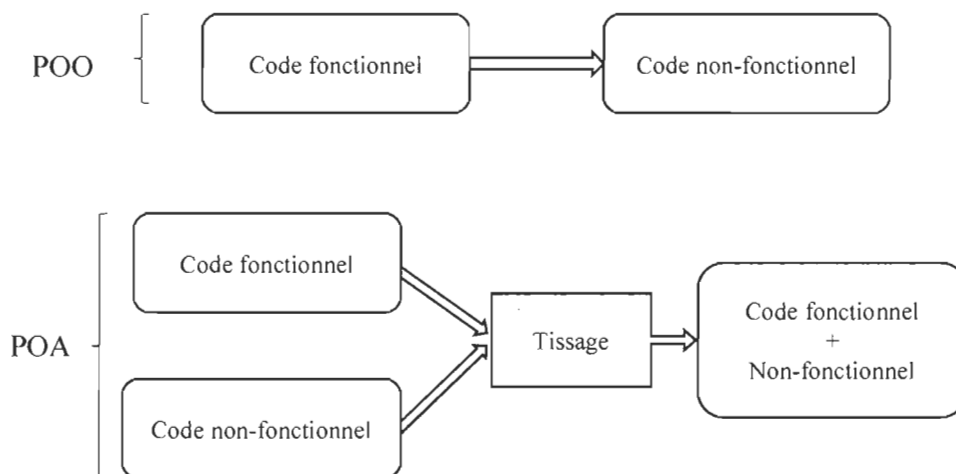 POO
Code fonctionnel
Code non-fonctionnel
POA
Code fonctionnel
Code non-fonctionnel
Tissage
Code fonctionnel
+
Non-fonctionnel